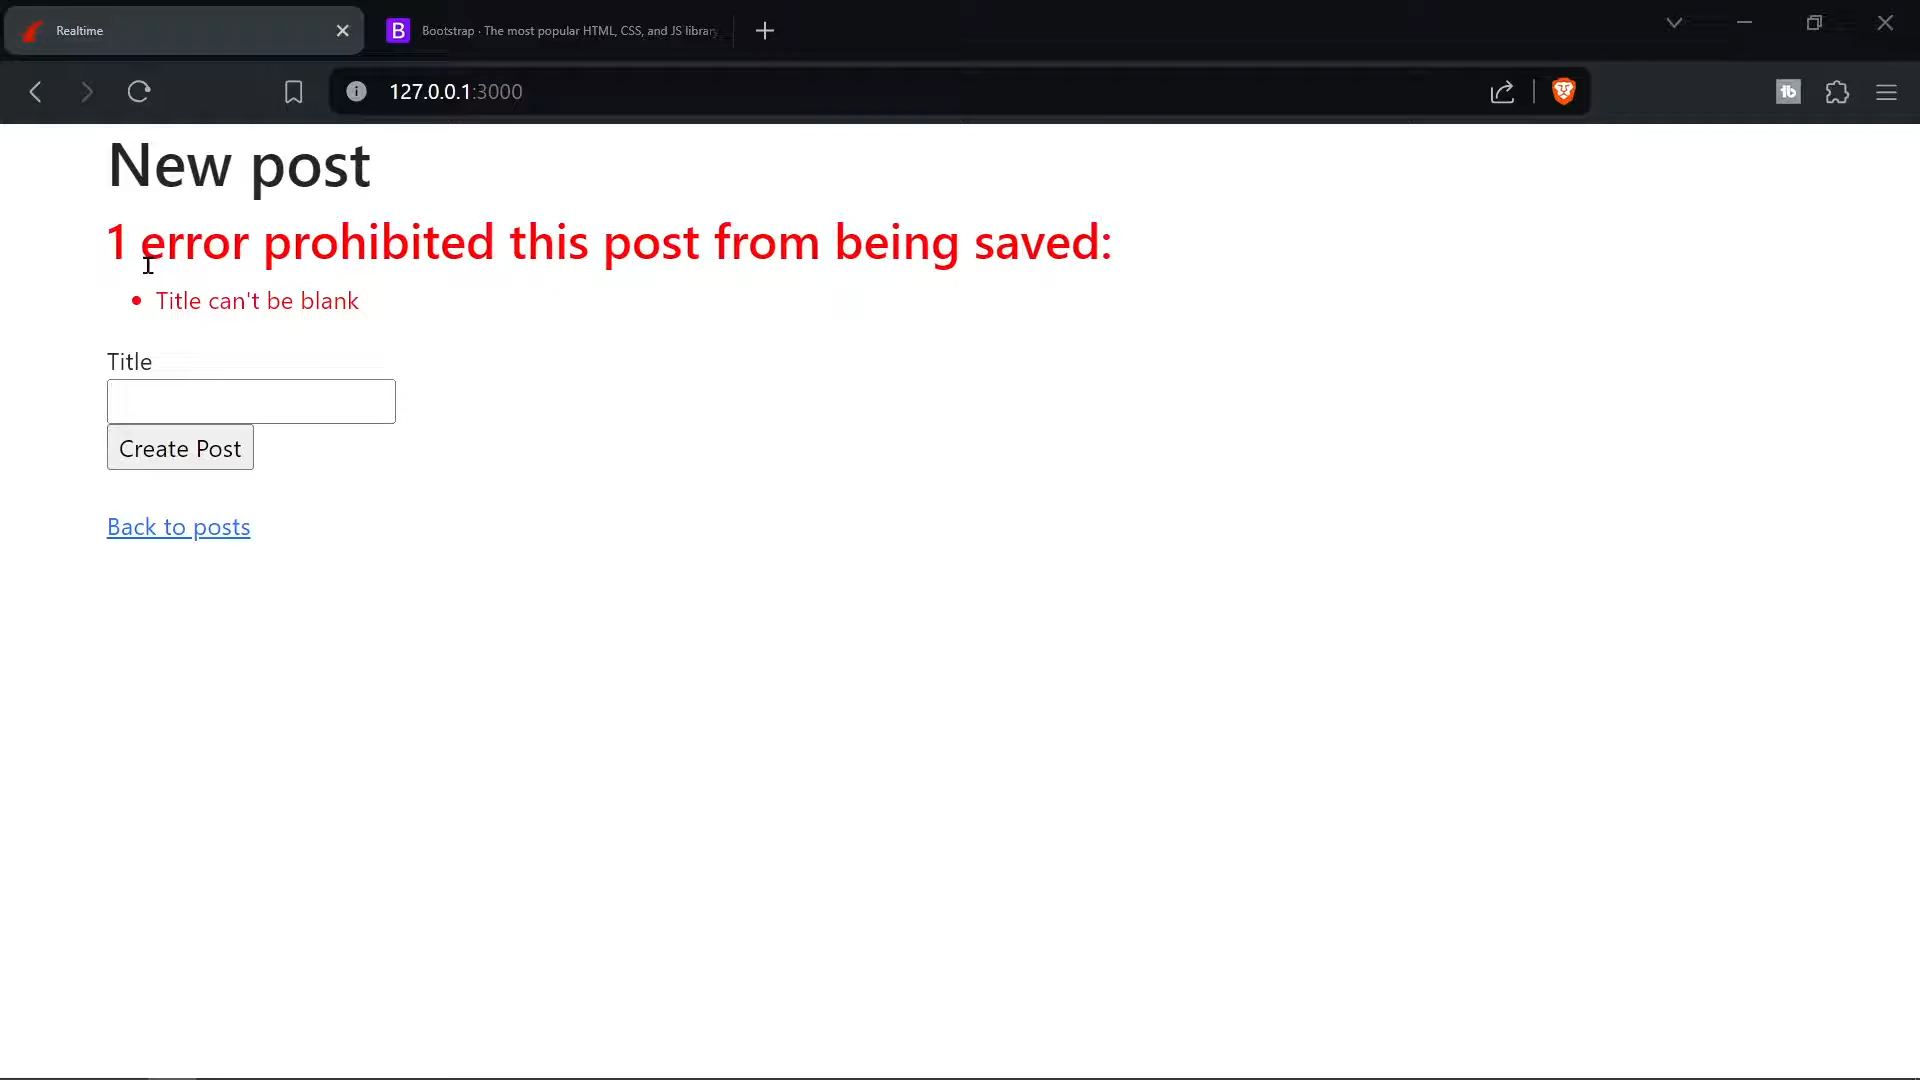 Realtime
Bootstrap · The most popular HTML, CSS, and JS library
127.0.0.1:3000
New post
1 error prohibited this post from being saved:
Title can't be blank
Title
Create Post
Back to posts